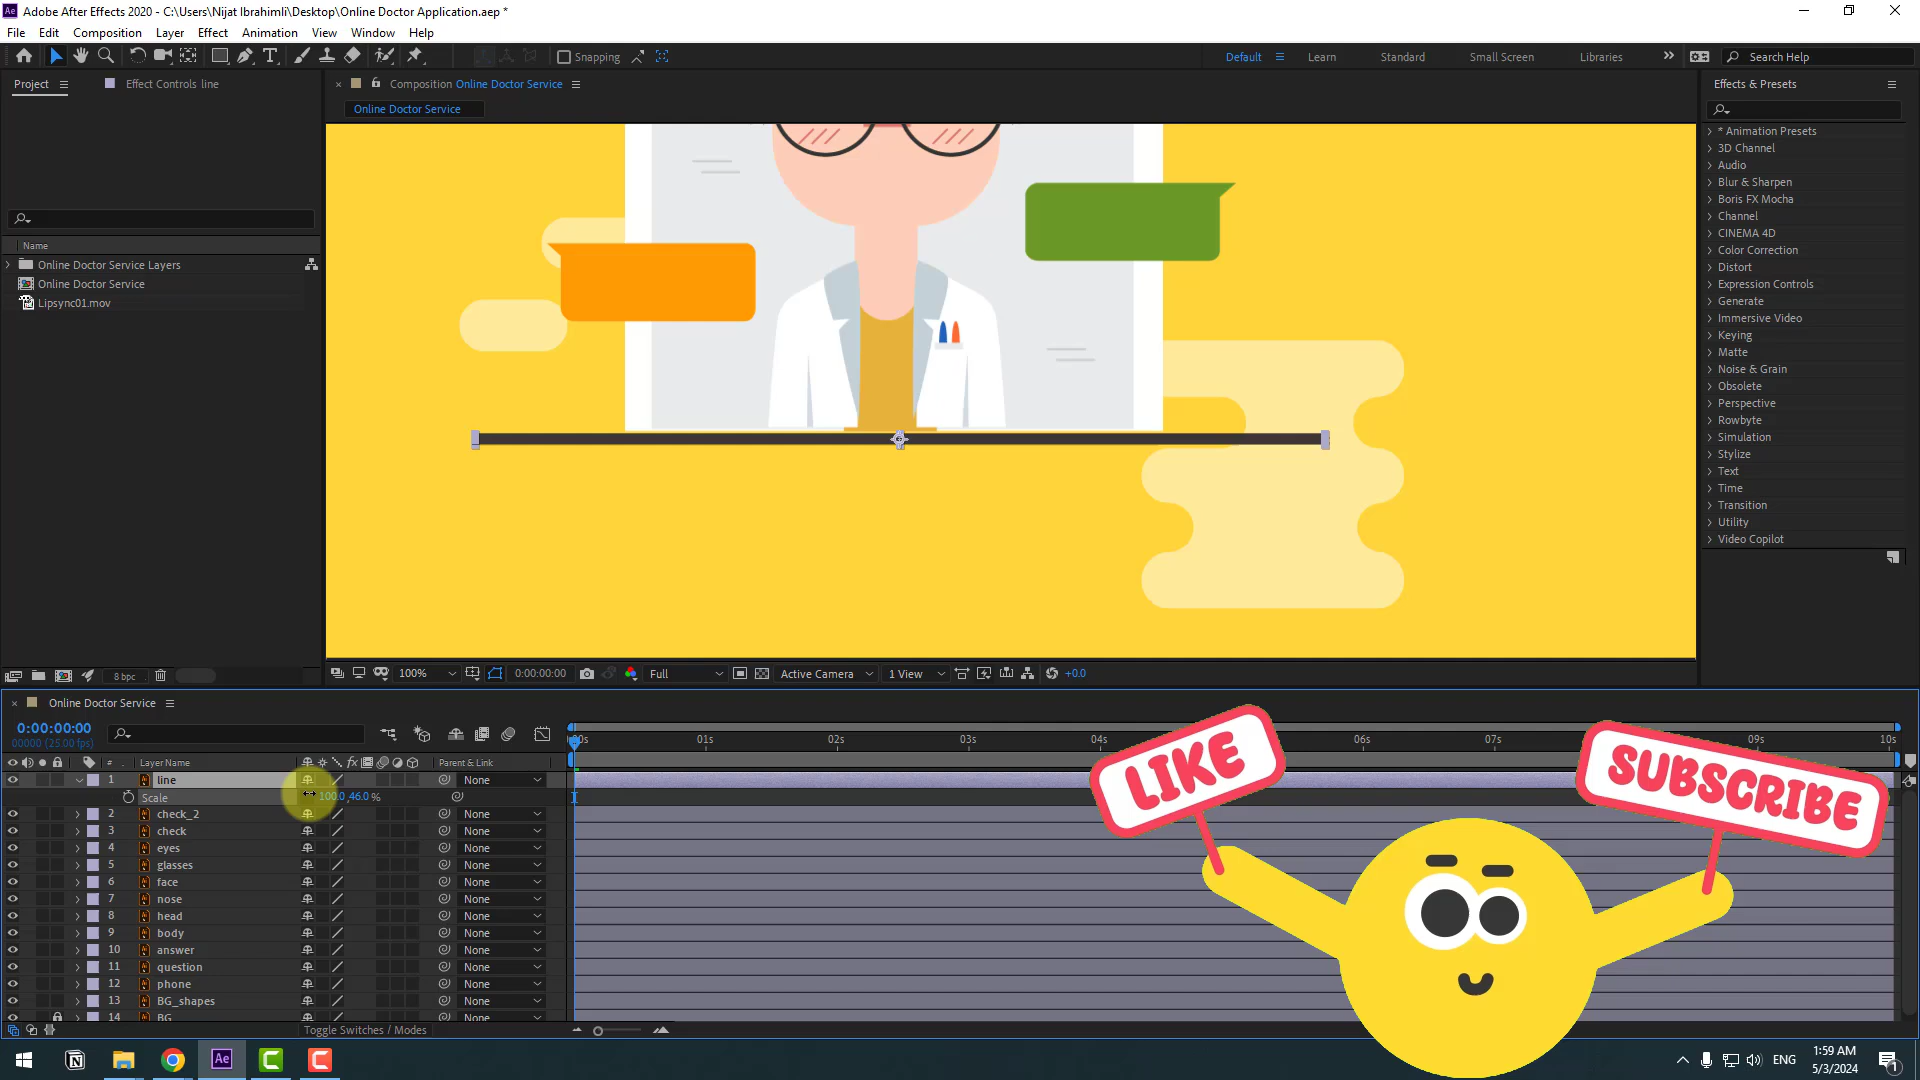 Adobe After Effects 2020 - C:\Users\Nijat Ibrahimli\Desktop\Online Doctor Application.aep *
File Edit Composition Layer Effect Animation View Window Help
Snapping
Default Learn Standard Small Screen Libraries Search Help
Project
Effect Controls line
Composition Online Doctor Service
Effects & Presets
Online Doctor Service
* Animation Presets
3D Channel
Audio
Blur & Sharpen
Boris FX Mocha
Channel
CINEMA 4D
Color Correction
Distort
Expression Controls
Generate
Immersive Video
Keying
Matte
Noise & Grain
Obsolete
Perspective
Rowbyte
Simulation
Stylize
Text
Time
Transition
Utility
Video Copilot
Name
Online Doctor Service Layers
Online Doctor Service
Lipsync01.mov
8 bpc
100% 0:00:00:00 Full Active Camera 1 View +0.0
Online Doctor Service
0:00:00:00
00000 (25.00 fps)
00s 01s 02s 03s 04s 06s 07s 09s 10s
# Layer Name Parent & Link
1 line None
Scale 100.0,46.0 %
2 check_2 None
3 check None
4 eyes None
5 glasses None
6 face None
7 nose None
8 head None
9 body None
10 answer None
11 question None
12 phone None
13 BG_shapes None
14 BG None
Toggle Switches / Modes
LIKE
SUBSCRIBE
ENG
1:59 AM
5/3/2024
1